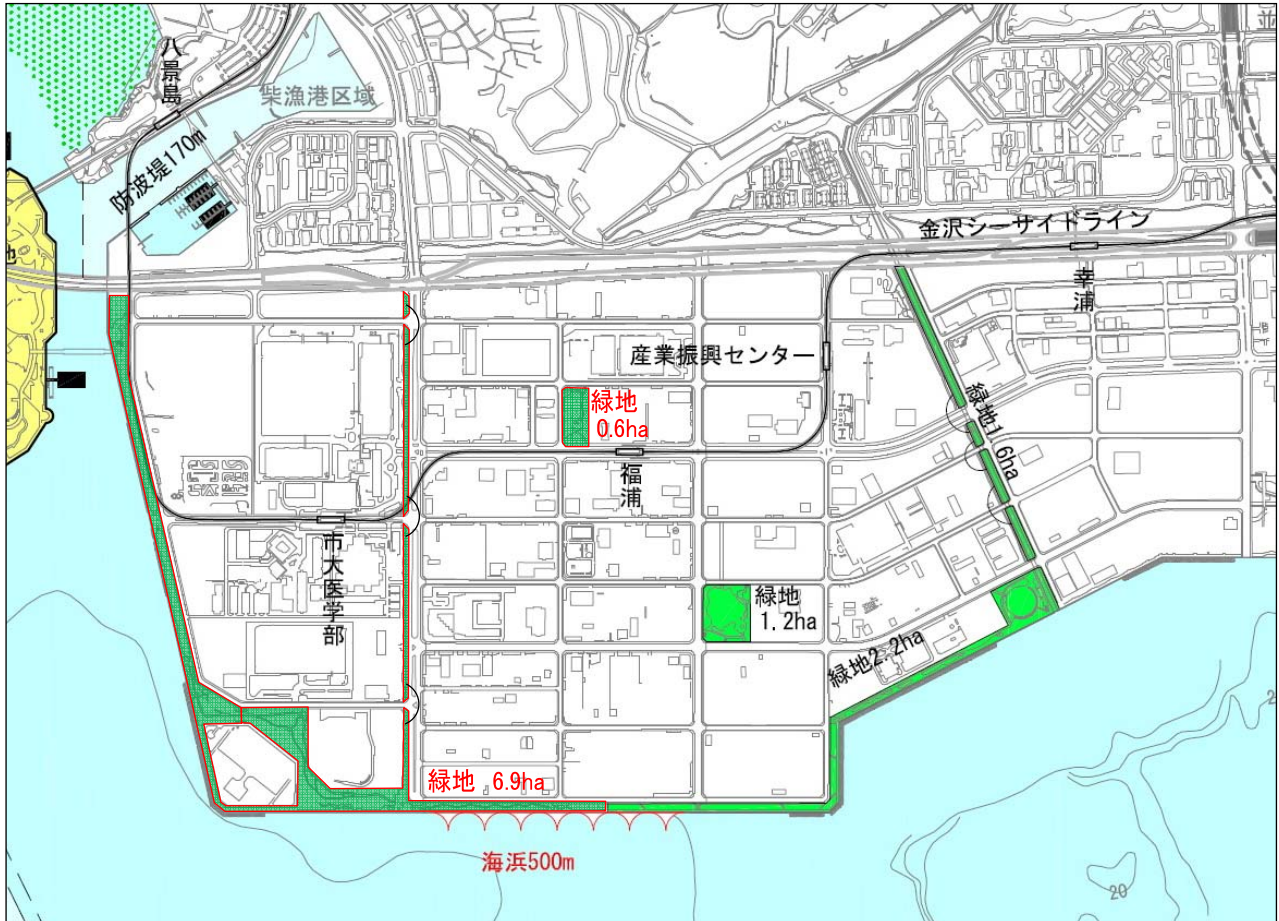 八景島
柴漁港区域
防波堤170m
金沢シーサイドライン
幸浦
産業振興センター
緑地
0.6ha
福浦
緑地1.6ha
市大医学部
緑地
1.2ha
緑地2.2ha
緑地 6.9ha
海浜500m
20